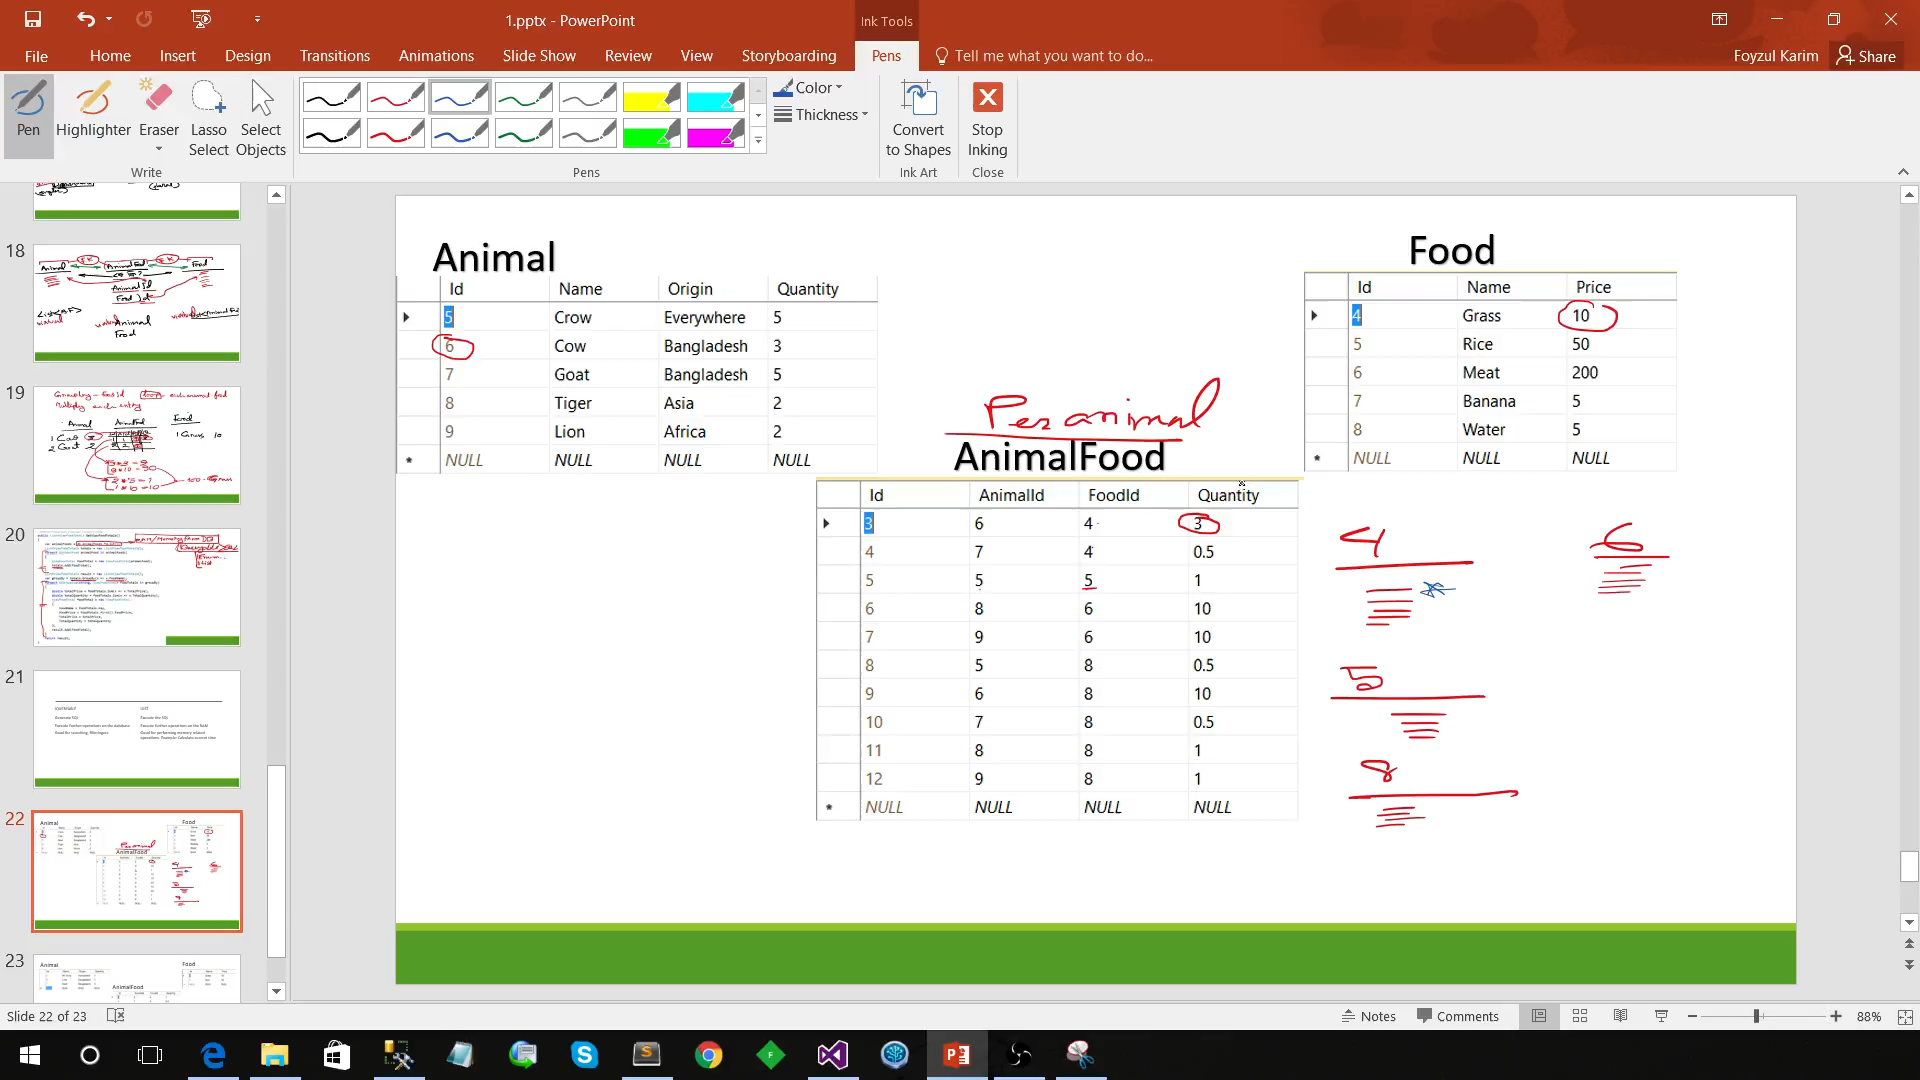 1.pptx - PowerPoint
Ink Tools
File Home Insert Design Transitions Animations Slide Show Review View Storyboarding Pens Tell me what you want to do... Foyzul Karim Share
Pen Highlighter Eraser Lasso Select Select Objects
Write
Color
Thickness
Pens
Convert to Shapes
Ink Art
Stop Inking
Close
18
19
20
21
22
23
Animal
Id Name Origin Quantity
5 Crow Everywhere 5
6 Cow Bangladesh 3
7 Goat Bangladesh 5
8 Tiger Asia 2
9 Lion Africa 2
NULL NULL NULL NULL
Food
Id Name Price
4 Grass 10
5 Rice 50
6 Meat 200
7 Banana 5
8 Water 5
NULL NULL NULL
Per animal
AnimalFood
Id AnimalId FoodId Quantity
3 6 4 3
4 7 4 0.5
5 5 5 1
6 8 6 10
7 9 6 10
8 5 8 0.5
9 6 8 10
10 7 8 0.5
11 8 8 1
12 9 8 1
NULL NULL NULL NULL
4
6
5
8
Slide 22 of 23
Notes Comments 88%